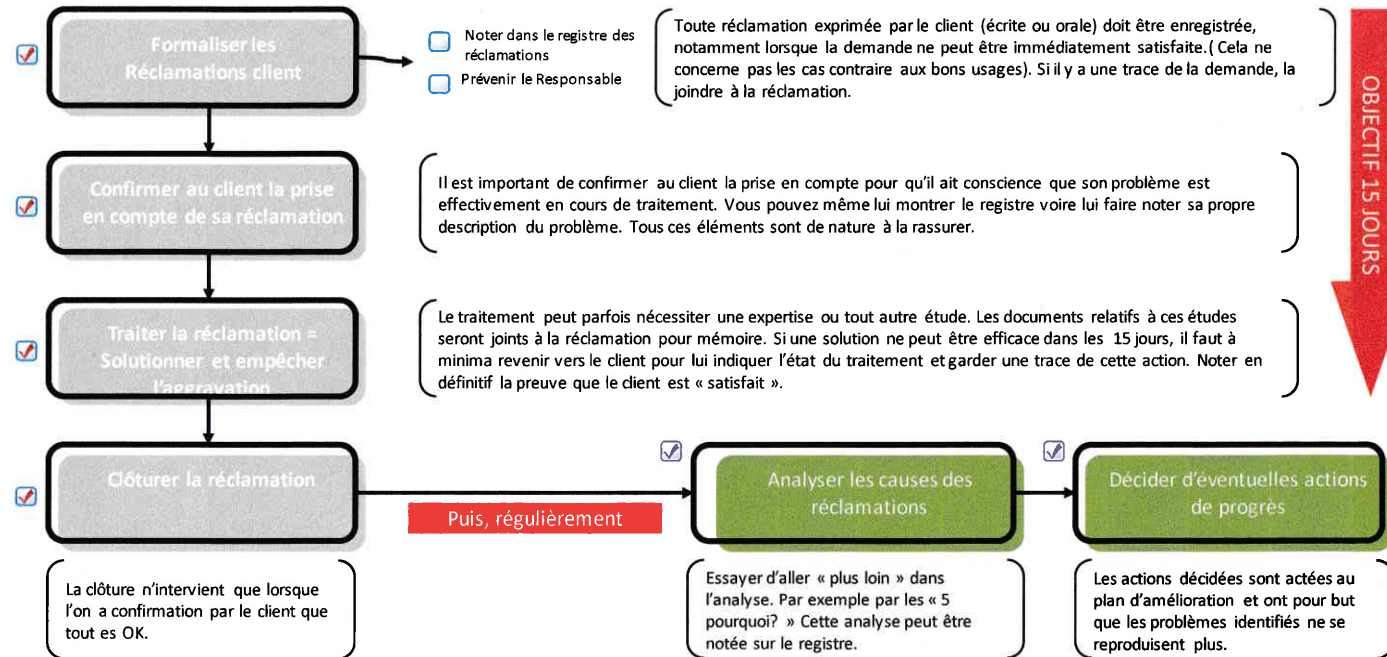 Formaliser les
Réclamations client
Noter dans le registre des
réclamations
Prévenir le Responsable
Toute réclamation exprimée par le client (écrite ou orale) doit être enregistrée,
notamment lorsque la demande ne peut être immédiatement satisfaite.( Cela ne
concerne pas les cas contraire aux bons usages). Si il y a une trace de la demande, la
joindre à la réclamation.
OBJECTIF 15 JOURS
Confirmer au client la prise
en compte de sa réclamation
Il est important de confirmer au client la prise en compte pour qu'il ait conscience que son problème est
effectivement en cours de traitement. Vous pouvez même lui montrer le registre voire lui faire noter sa propre
description du problème. Tous ces éléments sont de nature à la rassurer.
Traiter la réclamation =
Solutionner et empêcher
l'aggravation
Le traitement peut parfois nécessiter une expertise ou tout autre étude. Les documents relatifs à ces études
seront joints à la réclamation pour mémoire. Si une solution ne peut être efficace dans les 15 jours, il faut à
minima revenir vers le client pour lui indiquer l'état du traitement et garder une trace de cette action. Noter en
définitif la preuve que le client est « satisfait ».
Clôturer la réclamation
Puis, régulièrement
Analyser les causes des
réclamations
Décider d'éventuelles actions
de progrès
La clôture n'intervient que lorsque
l'on a confirmation par le client que
tout es OK.
Essayer d'aller « plus loin » dans
l'analyse. Par exemple par les « 5
pourquoi? » Cette analyse peut être
notée sur le registre.
Les actions décidées sont actées au
plan d'amélioration et ont pour but
que les problèmes identifiés ne se
reproduisent plus.